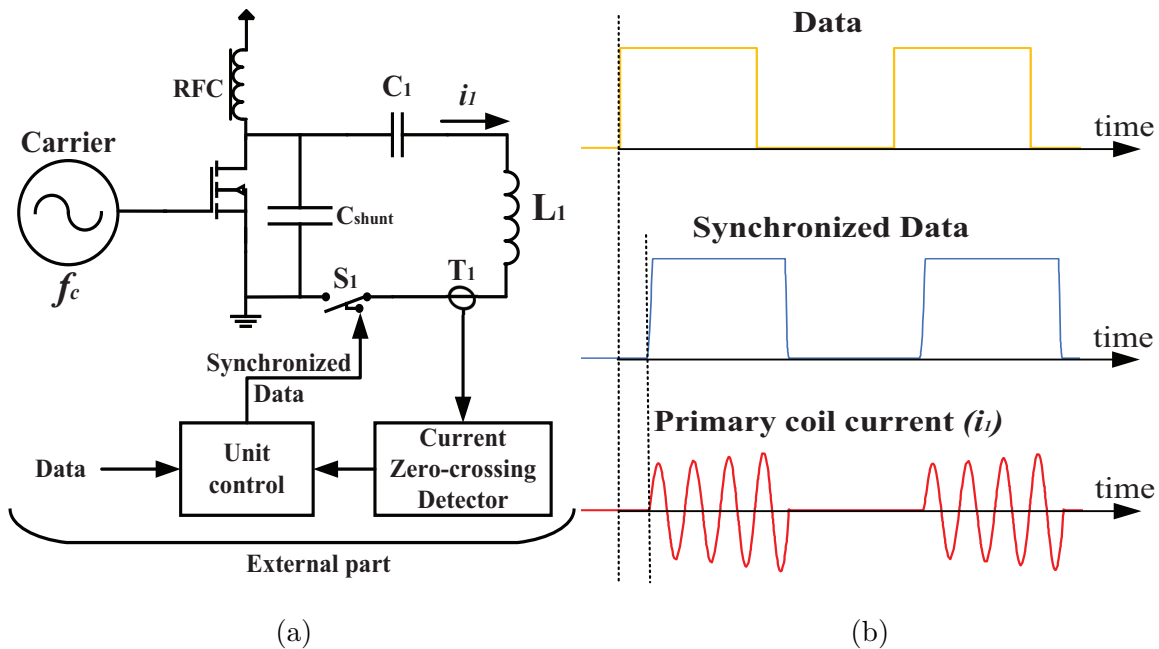 RFC
C1
i1
Carrier
fc
Cshunt
L1
S1
T1
Synchronized
Data
Data
Unit
control
Current
Zero-crossing
Detector
External part
(a)
Data
time
Synchronized Data
time
Primary coil current (i1)
time
(b)